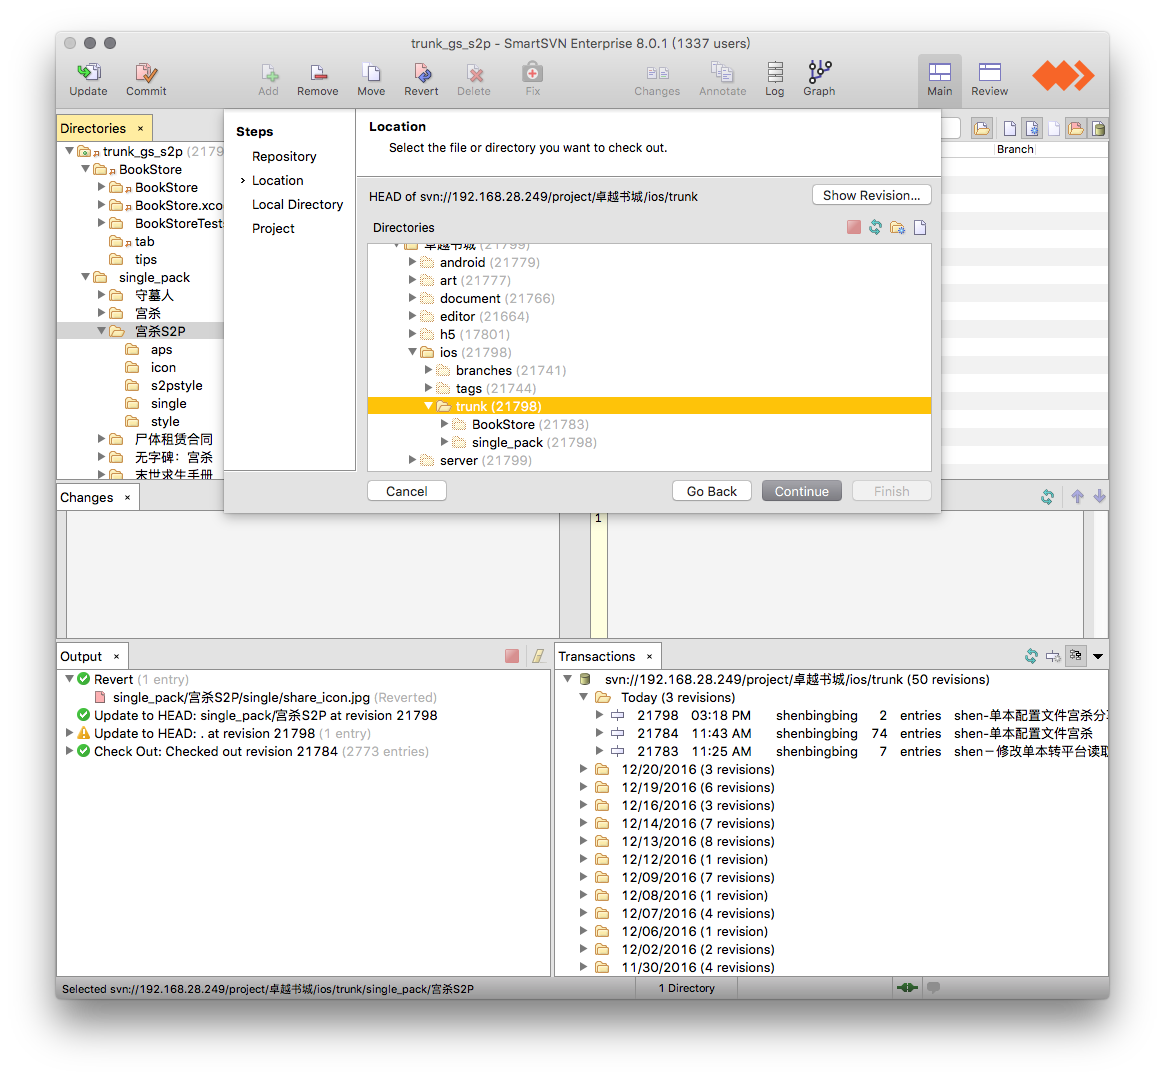 trunk_gs_s2p - SmartSVN Enterprise 8.0.1 (1337 users)
Update Commit Add Remove Move Revert Delete Fix Changes Annotate Log Graph Main Review
Directories ×
trunk_gs_s2p (2179
BookStore
BookStore
BookStore.xco
BookStoreTest
tab
tips
single_pack
守墓人
宫杀
宫杀S2P
aps
icon
s2pstyle
single
style
尸体租赁合同
无字碑：宫杀
末世求生手册
Steps
Repository
› Location
Local Directory
Project
Location
Select the file or directory you want to check out.
HEAD of svn://192.168.28.249/project/卓越书城/ios/trunk
Show Revision...
Directories
卓越书城 (21799)
android (21779)
art (21777)
document (21766)
editor (21664)
h5 (17801)
ios (21798)
branches (21741)
tags (21744)
trunk (21798)
BookStore (21783)
single_pack (21798)
server (21799)
Cancel Go Back Continue Finish
Branch
Changes ×
1
Output ×
Revert (1 entry)
single_pack/宫杀S2P/single/share_icon.jpg (Reverted)
Update to HEAD: single_pack/宫杀S2P at revision 21798
Update to HEAD: . at revision 21798 (1 entry)
Check Out: Checked out revision 21784 (2773 entries)
Transactions ×
svn://192.168.28.249/project/卓越书城/ios/trunk (50 revisions)
Today (3 revisions)
21798 03:18 PM shenbingbing 2 entries shen-单本配置文件宫杀分
21784 11:43 AM shenbingbing 74 entries shen-单本配置文件宫杀
21783 11:25 AM shenbingbing 7 entries shen－修改单本转平台读取
12/20/2016 (3 revisions)
12/19/2016 (6 revisions)
12/16/2016 (3 revisions)
12/14/2016 (7 revisions)
12/13/2016 (8 revisions)
12/12/2016 (1 revision)
12/09/2016 (7 revisions)
12/08/2016 (1 revision)
12/07/2016 (4 revisions)
12/06/2016 (1 revision)
12/02/2016 (2 revisions)
11/30/2016 (4 revisions)
Selected svn://192.168.28.249/project/卓越书城/ios/trunk/single_pack/宫杀S2P
1 Directory